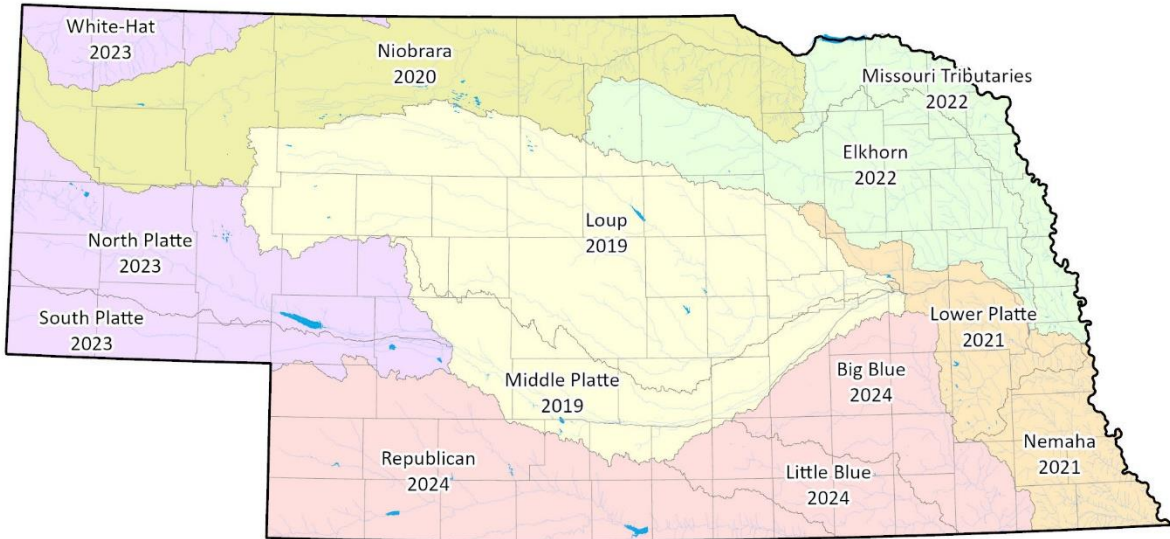 White-Hat
2023
Niobrara
2020
Missouri Tributaries
2022
Elkhorn
2022
Loup
2019
North Platte
2023
South Platte
2023
Lower Platte
2021
Middle Platte
2019
Big Blue
2024
Nemaha
2021
Republican
2024
Little Blue
2024